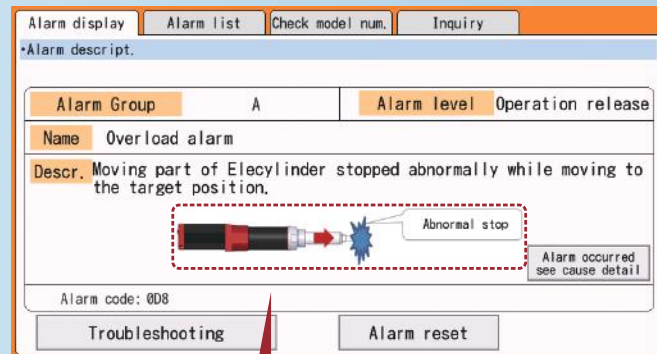 Alarm display Alarm list Check model num. Inquiry
•Alarm descript.
Alarm Group A Alarm level Operation release
Name Overload alarm
Descr. Moving part of Elecylinder stopped abnormally while moving to
the target position.
Abnormal stop
Alarm occurred
see cause detail
Alarm code: 0D8
Troubleshooting Alarm reset